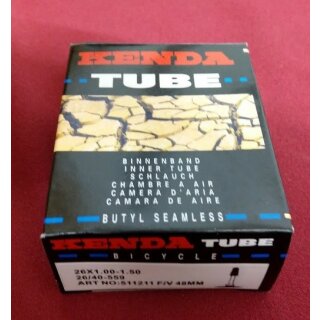 KENDA
TUBE
BINNENBAND
INNER TUBE
SCHLAUCH
CHAMBRE A AIR
CAMERA D'ARIA
CAMARA DE AIRE
BUTYL SEAMLESS
KENDA TUBE
BICYCLE
26X1.00-1.50
26/40-559
ART NO:511211 F/V 48MM